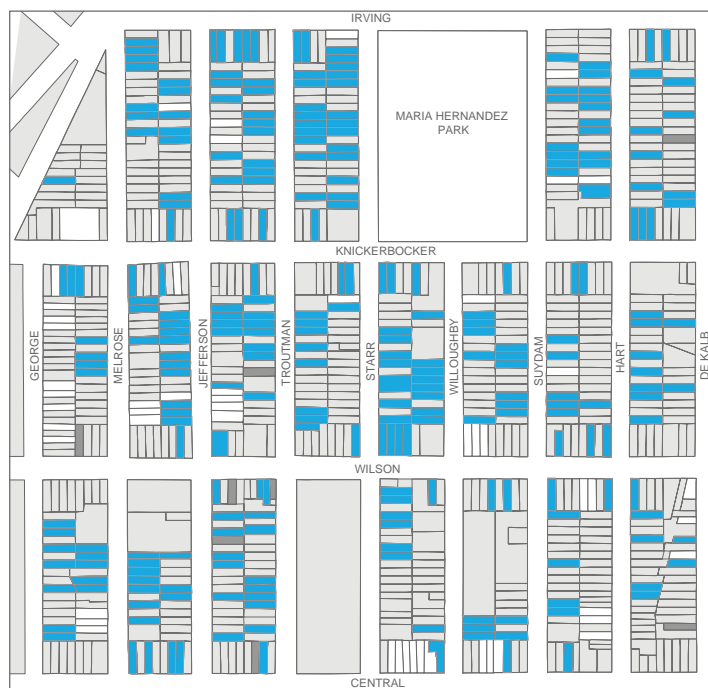 IRVING
MARIA HERNANDEZ
PARK
KNICKERBOCKER
GEORGE
MELROSE
JEFFERSON
TROUTMAN
STARR
WILLOUGHBY
SUYDAM
HART
DE KALB
WILSON
CENTRAL